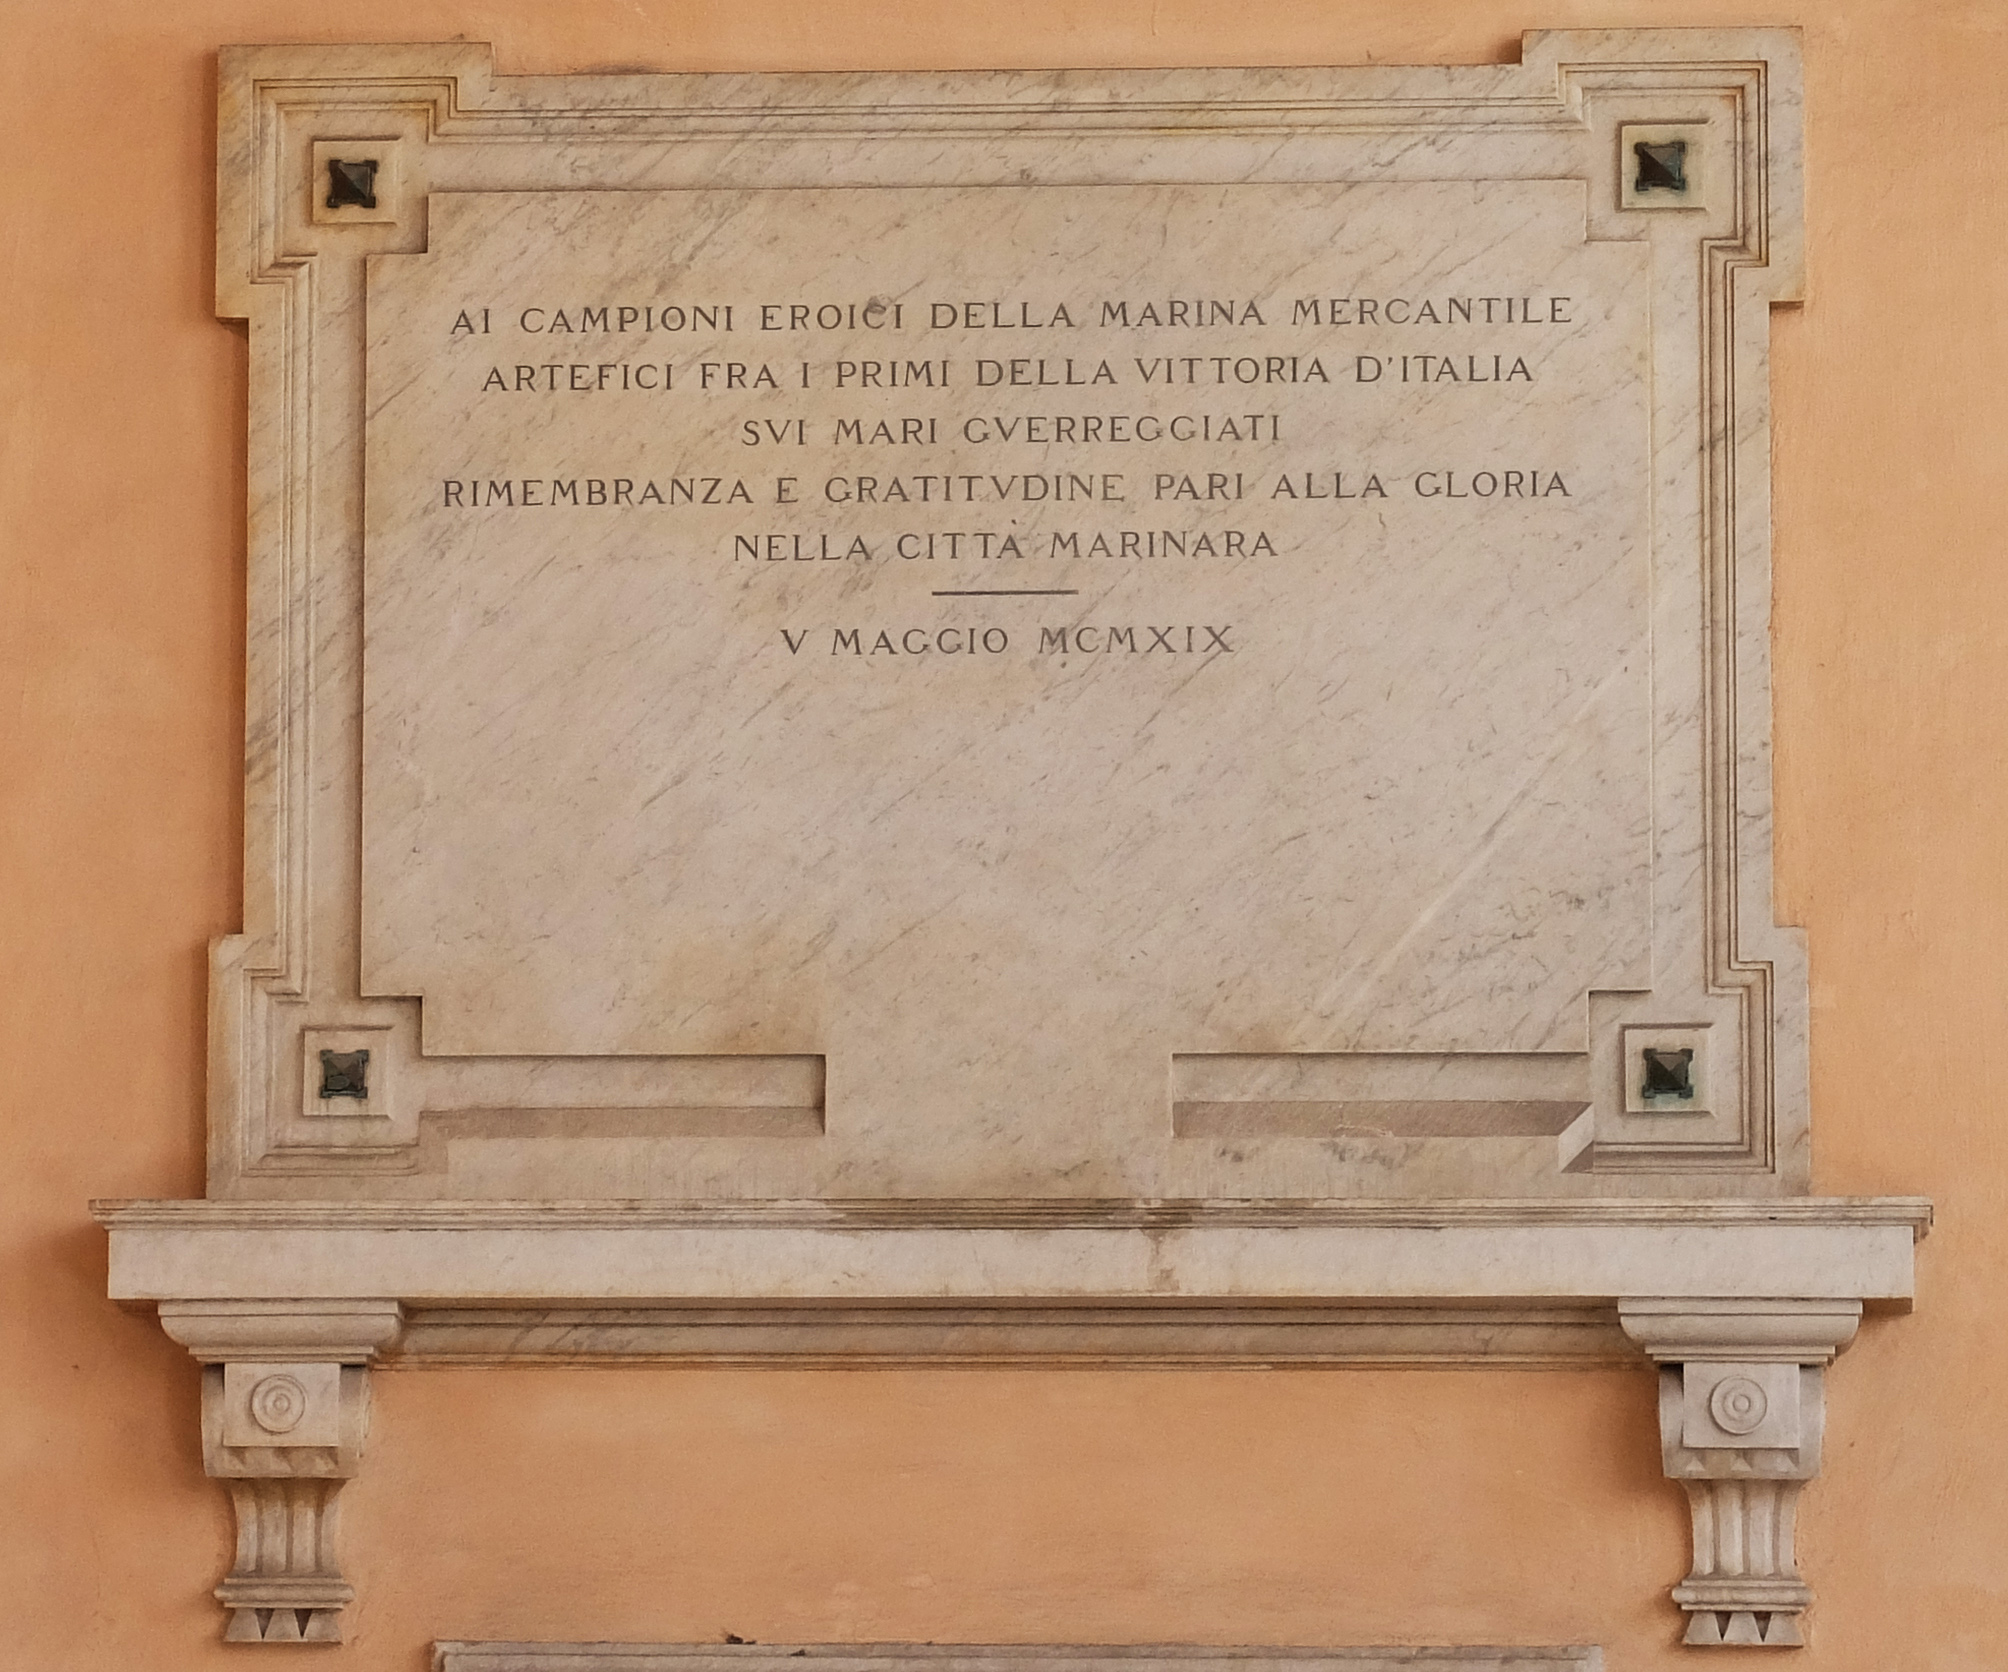 AI CAMPIONI EROICI DELLA MARINA MERCANTILE
ARTEFICI FRA I PRIMI DELLA VITTORIA D'ITALIA
SVI MARI GVERREGGIATI
RIMEMBRANZA E GRATITVDINE PARI ALLA GLORIA
NELLA CITTÀ MARINARA
V MAGGIO MCMXIX